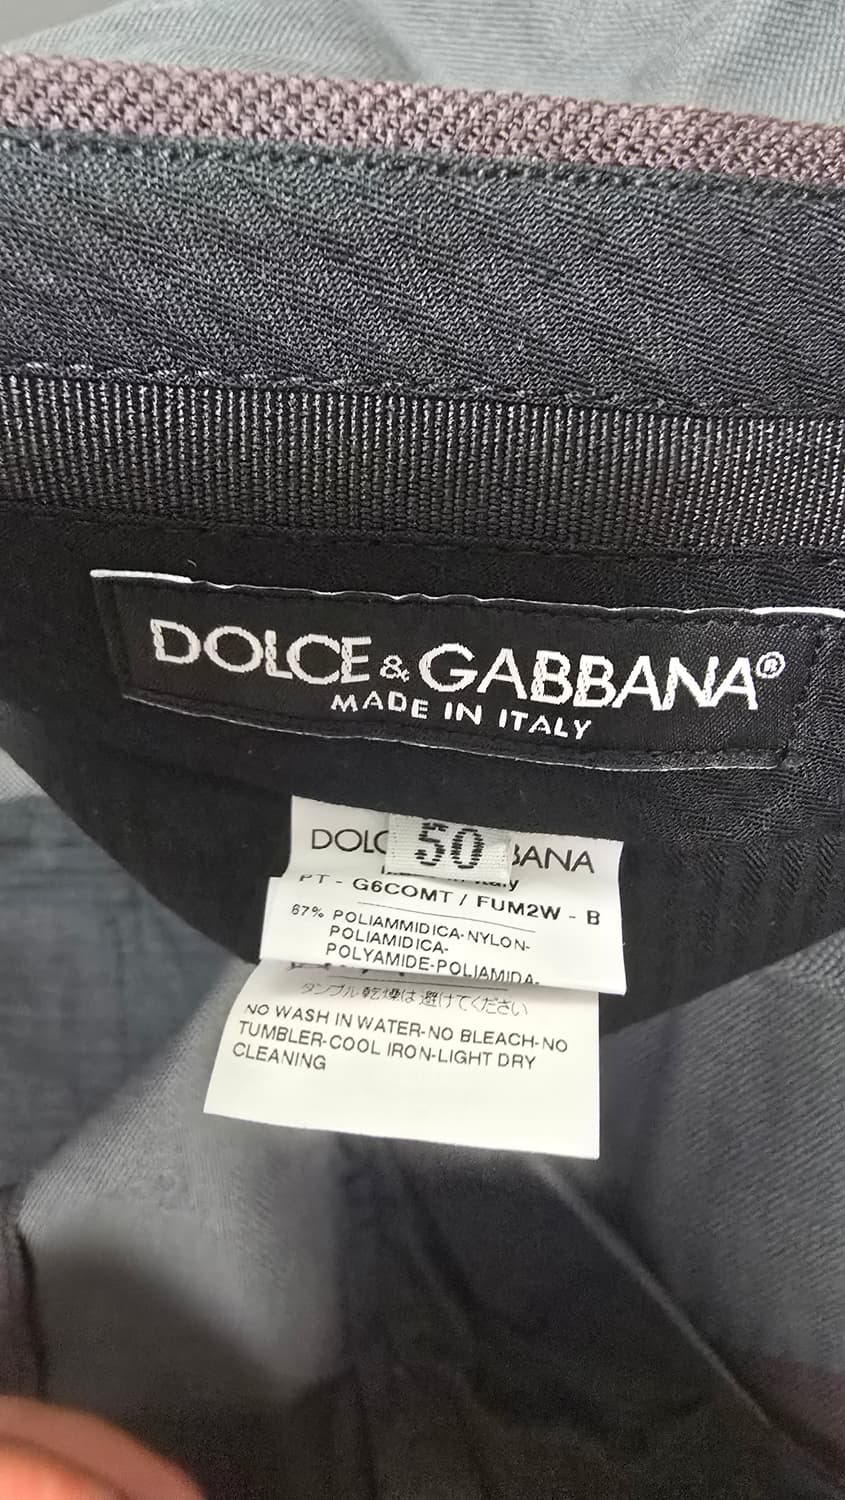 DOLCE & GABBANA®
MADE IN ITALY
50
DOLC BANA
PT - G6COMT / FUM2W - B
67% POLIAMMIDICA-NYLON-
POLIAMIDICA-
POLYAMIDE-POLIAMIDA-
タンブル乾燥は避けてください
NO WASH IN WATER-NO BLEACH-NO
TUMBLER-COOL IRON-LIGHT DRY
CLEANING